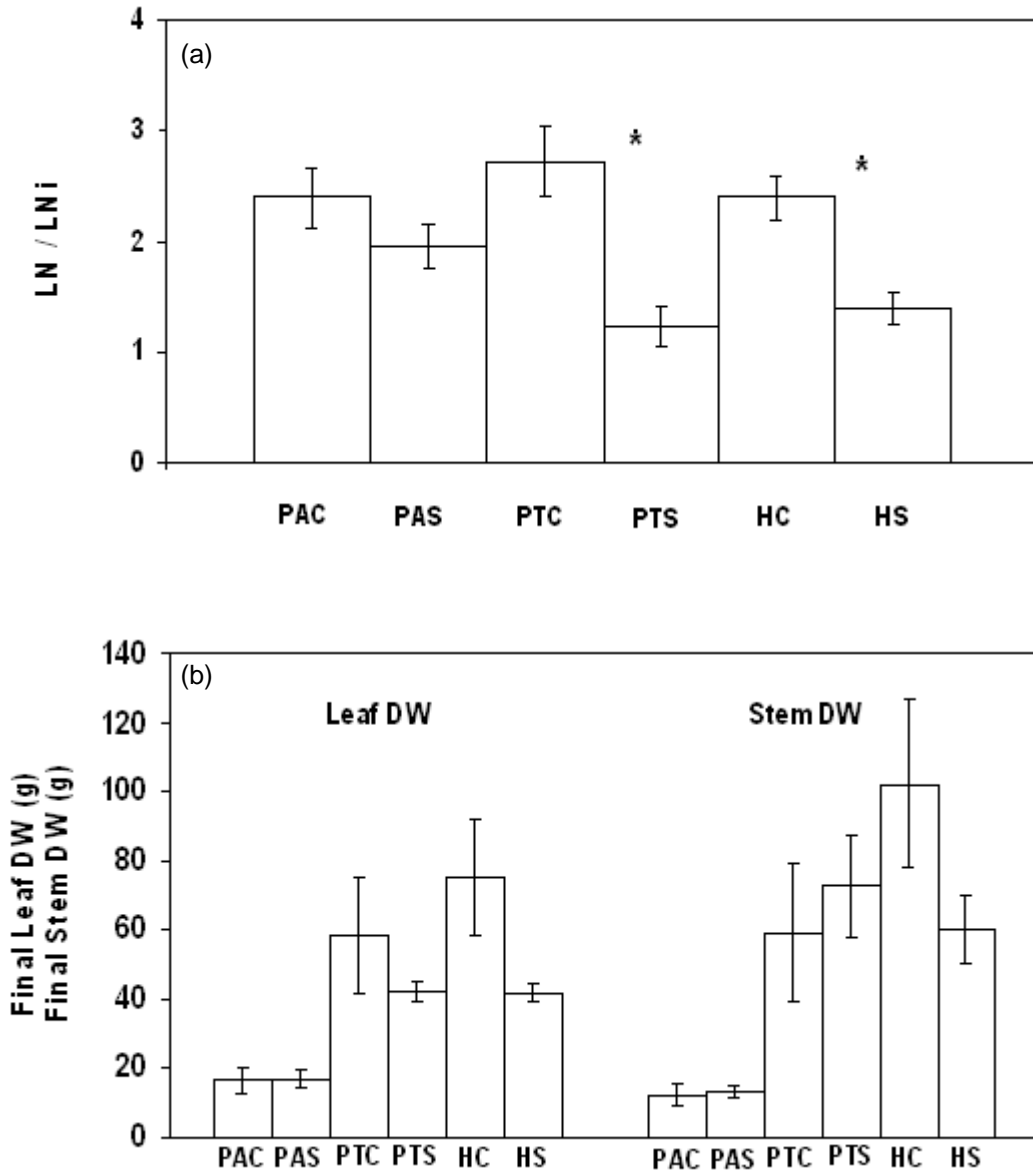 4
(a)
3
*
*
2
LN / LNi
1
0
PAC PAS PTC PTS HC HS
140
(b)
Leaf DW Stem DW
120
100
80
Final Leaf DW (g)
Final Stem DW (g)
60
40
20
0
PAC PAS PTC PTS HC HS PAC PAS PTC PTS HC HS